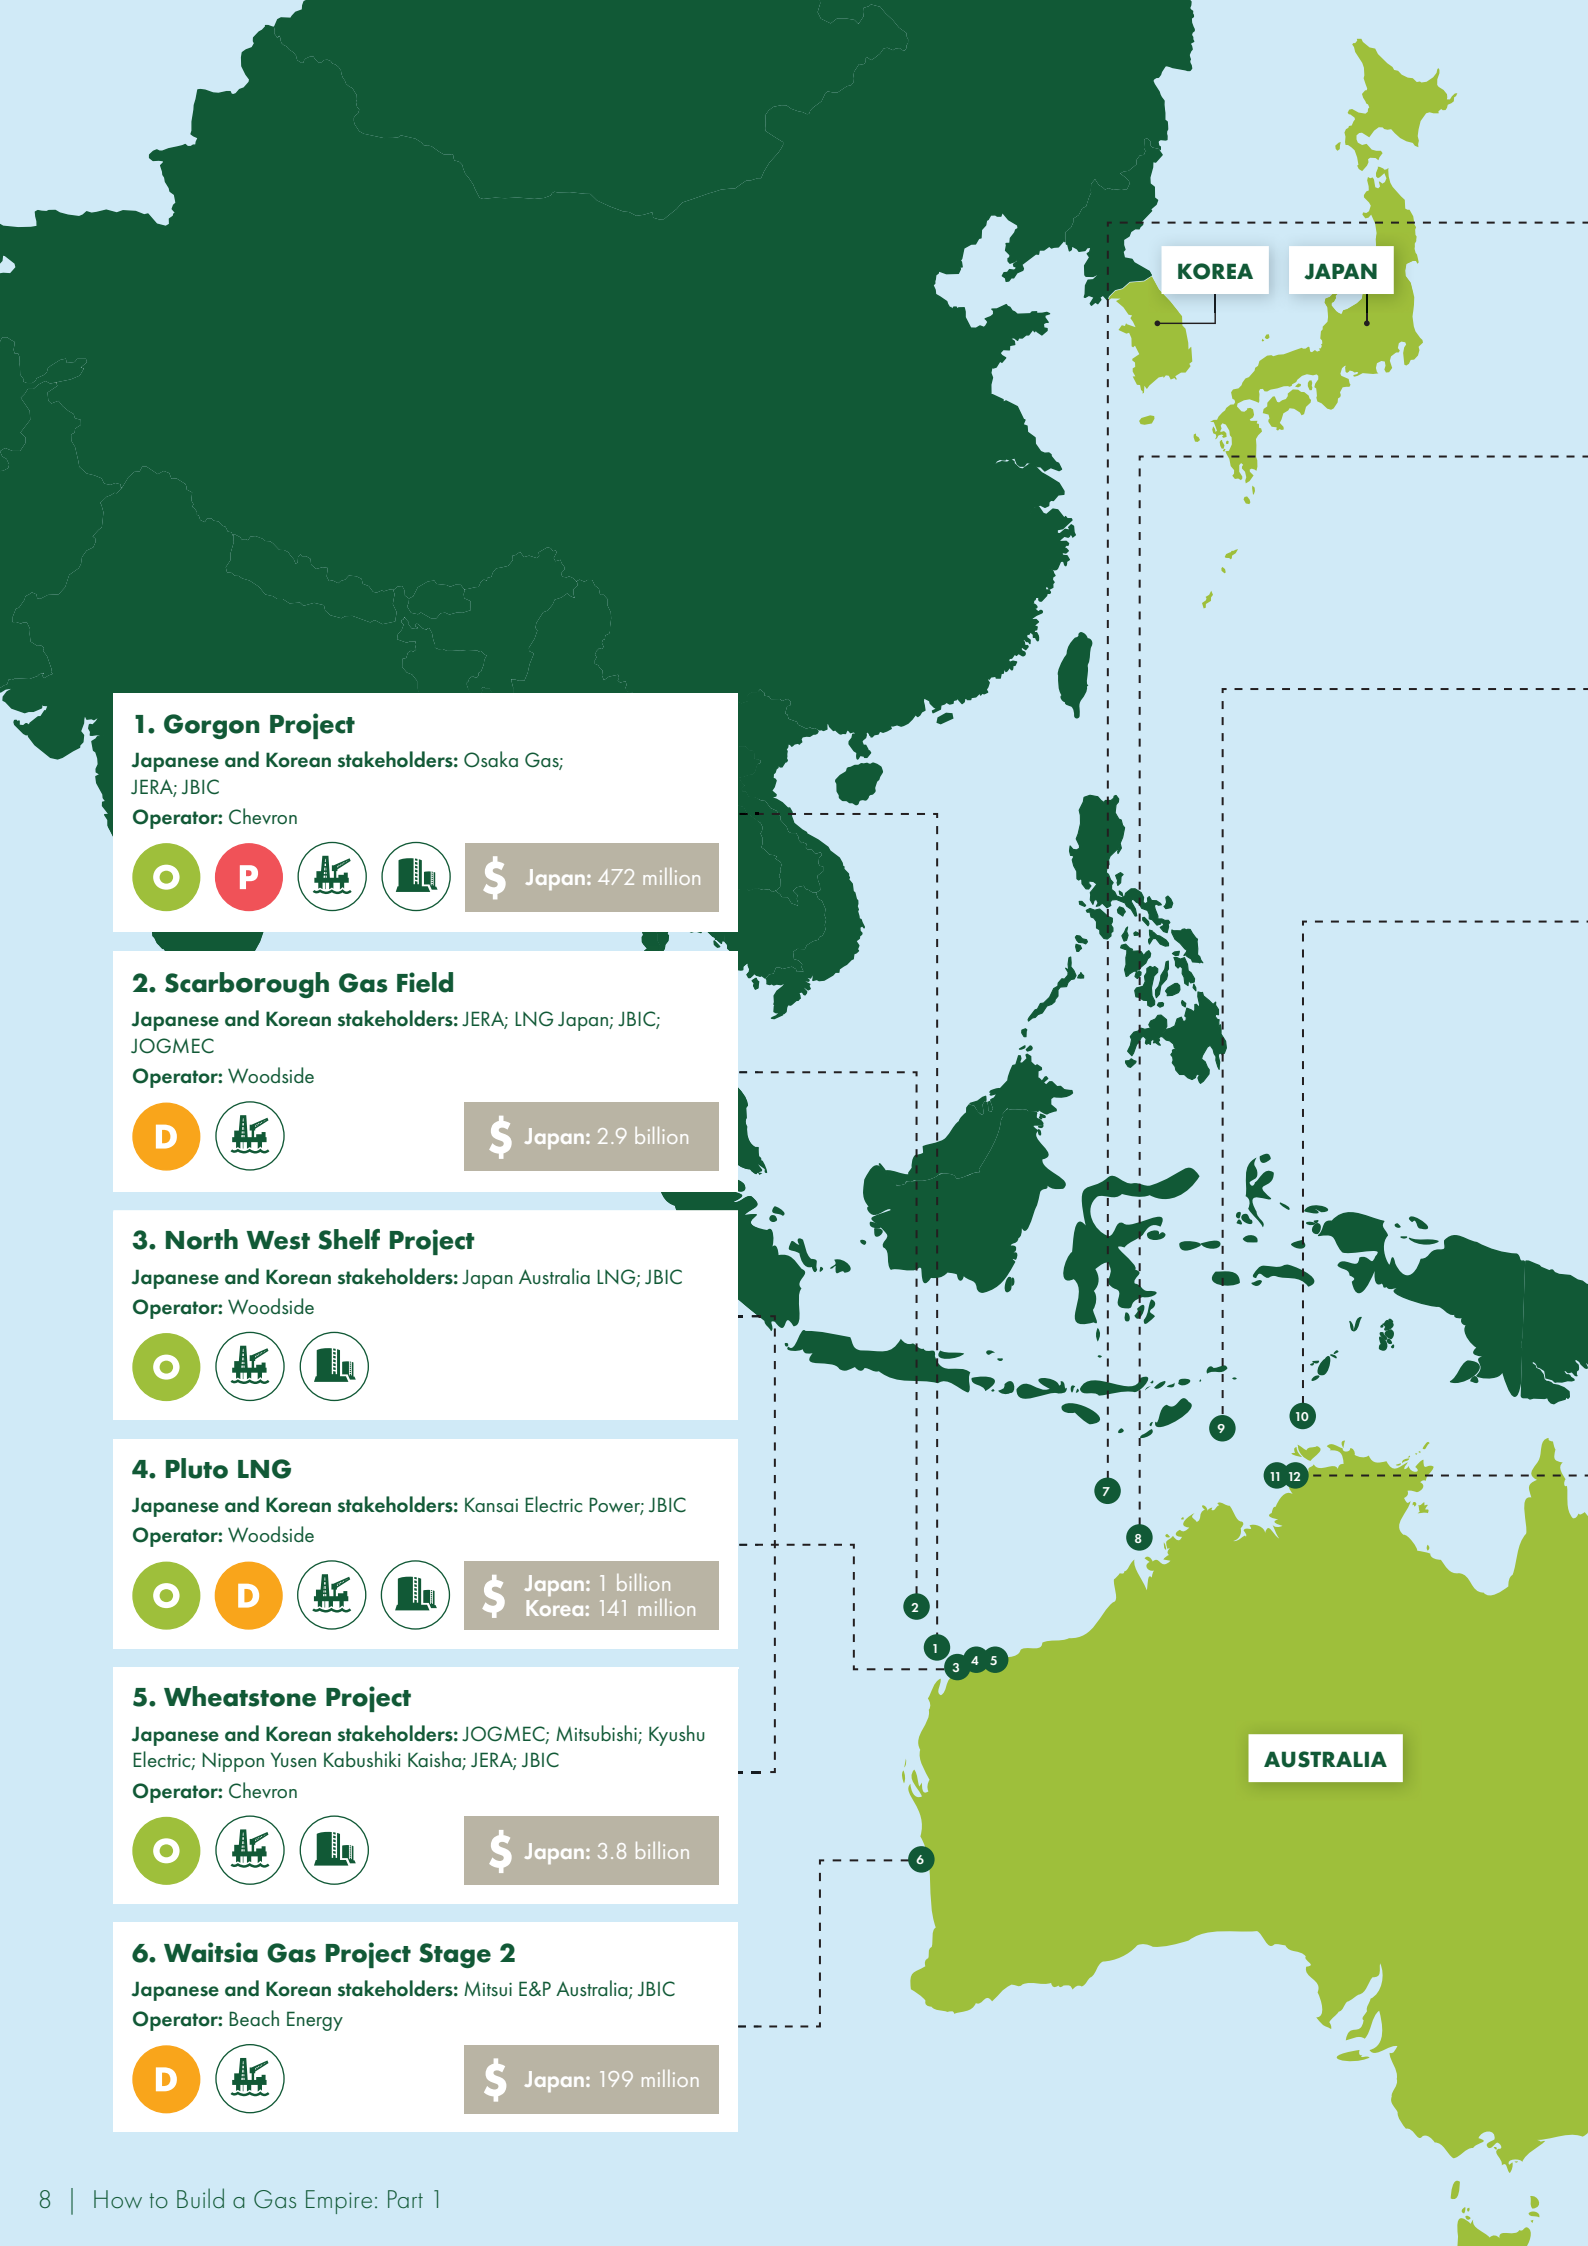 KOREA
JAPAN
1. Gorgon Project
Japanese and Korean stakeholders: Osaka Gas;
JERA; JBIC
Operator: Chevron
O
P
$ Japan: 472 million
2. Scarborough Gas Field
Japanese and Korean stakeholders: JERA; LNG Japan; JBIC;
JOGMEC
Operator: Woodside
D
$ Japan: 2.9 billion
3. North West Shelf Project
Japanese and Korean stakeholders: Japan Australia LNG; JBIC
Operator: Woodside
O
4. Pluto LNG
Japanese and Korean stakeholders: Kansai Electric Power; JBIC
Operator: Woodside
O
D
$ Japan: 1 billion
Korea: 141 million
5. Wheatstone Project
Japanese and Korean stakeholders: JOGMEC; Mitsubishi; Kyushu
Electric; Nippon Yusen Kabushiki Kaisha; JERA; JBIC
Operator: Chevron
O
$ Japan: 3.8 billion
6. Waitsia Gas Project Stage 2
Japanese and Korean stakeholders: Mitsui E&P Australia; JBIC
Operator: Beach Energy
D
$ Japan: 199 million
10
9
11 12
7
8
2
1
3 4 5
AUSTRALIA
6
8 | How to Build a Gas Empire: Part 1